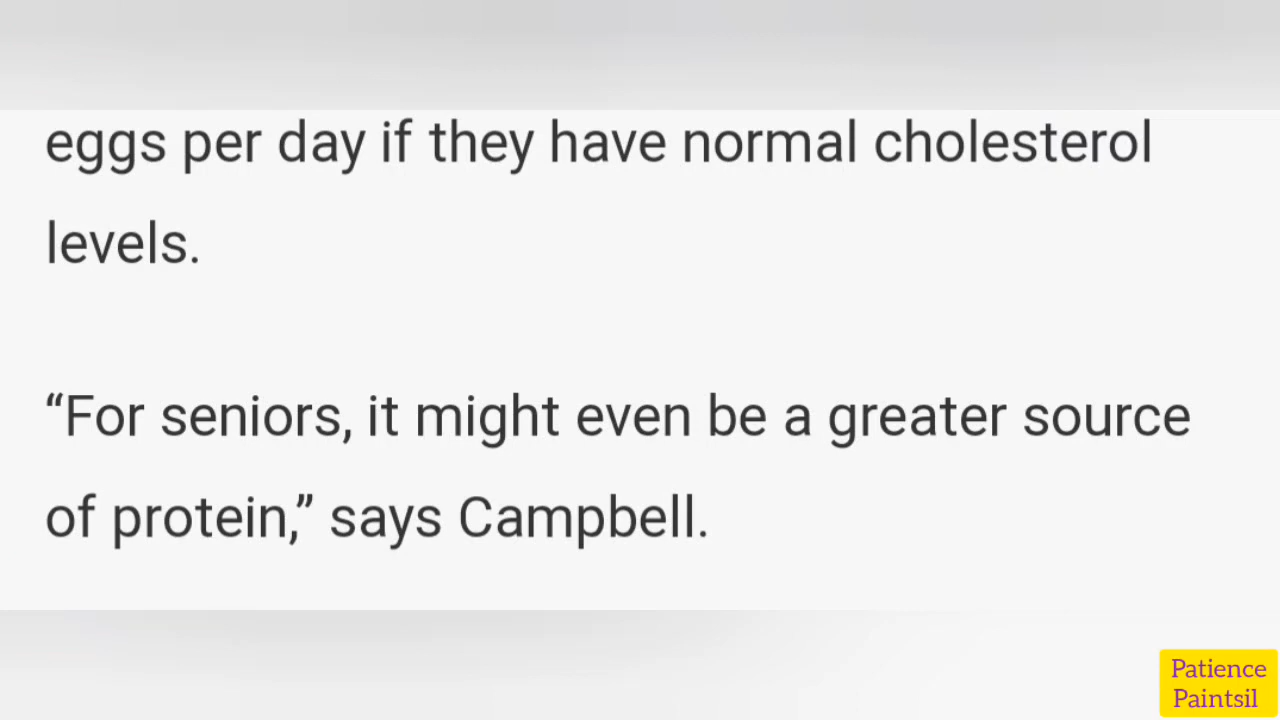 eggs per day if they have normal cholesterol
levels.
“For seniors, it might even be a greater source
of protein,” says Campbell.
Patience
Paintsil